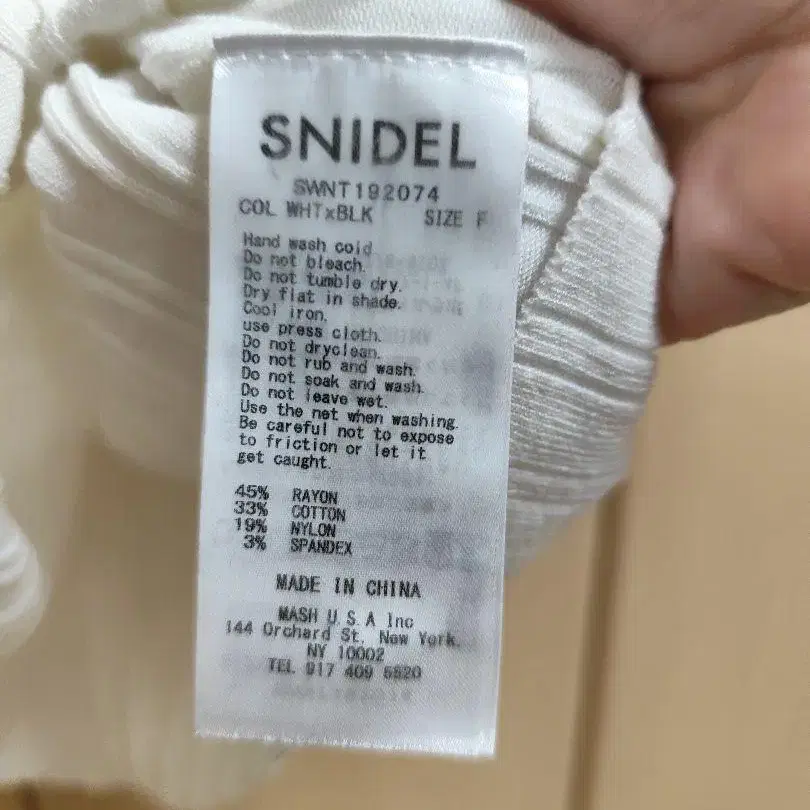 SNIDEL
SWNT192074
COL WHTxBLK SIZE F
Hand wash cold
Do not bleach.
Do not tumble dry.
Dry flat in shade.
Cool iron,
use press cloth.
Do not dryclean.
Do not rub and wash.
Do not soak and wash.
Do not leave wet.
Use the net when washing.
Be careful not to expose
to friction or let it
get caught.
45% RAYON
33% COTTON
19% NYLON
3% SPANDEX
MADE IN CHINA
MASH U.S.A Inc
144 Orchard St, New York,
NY 10002
TEL 917 409 5520